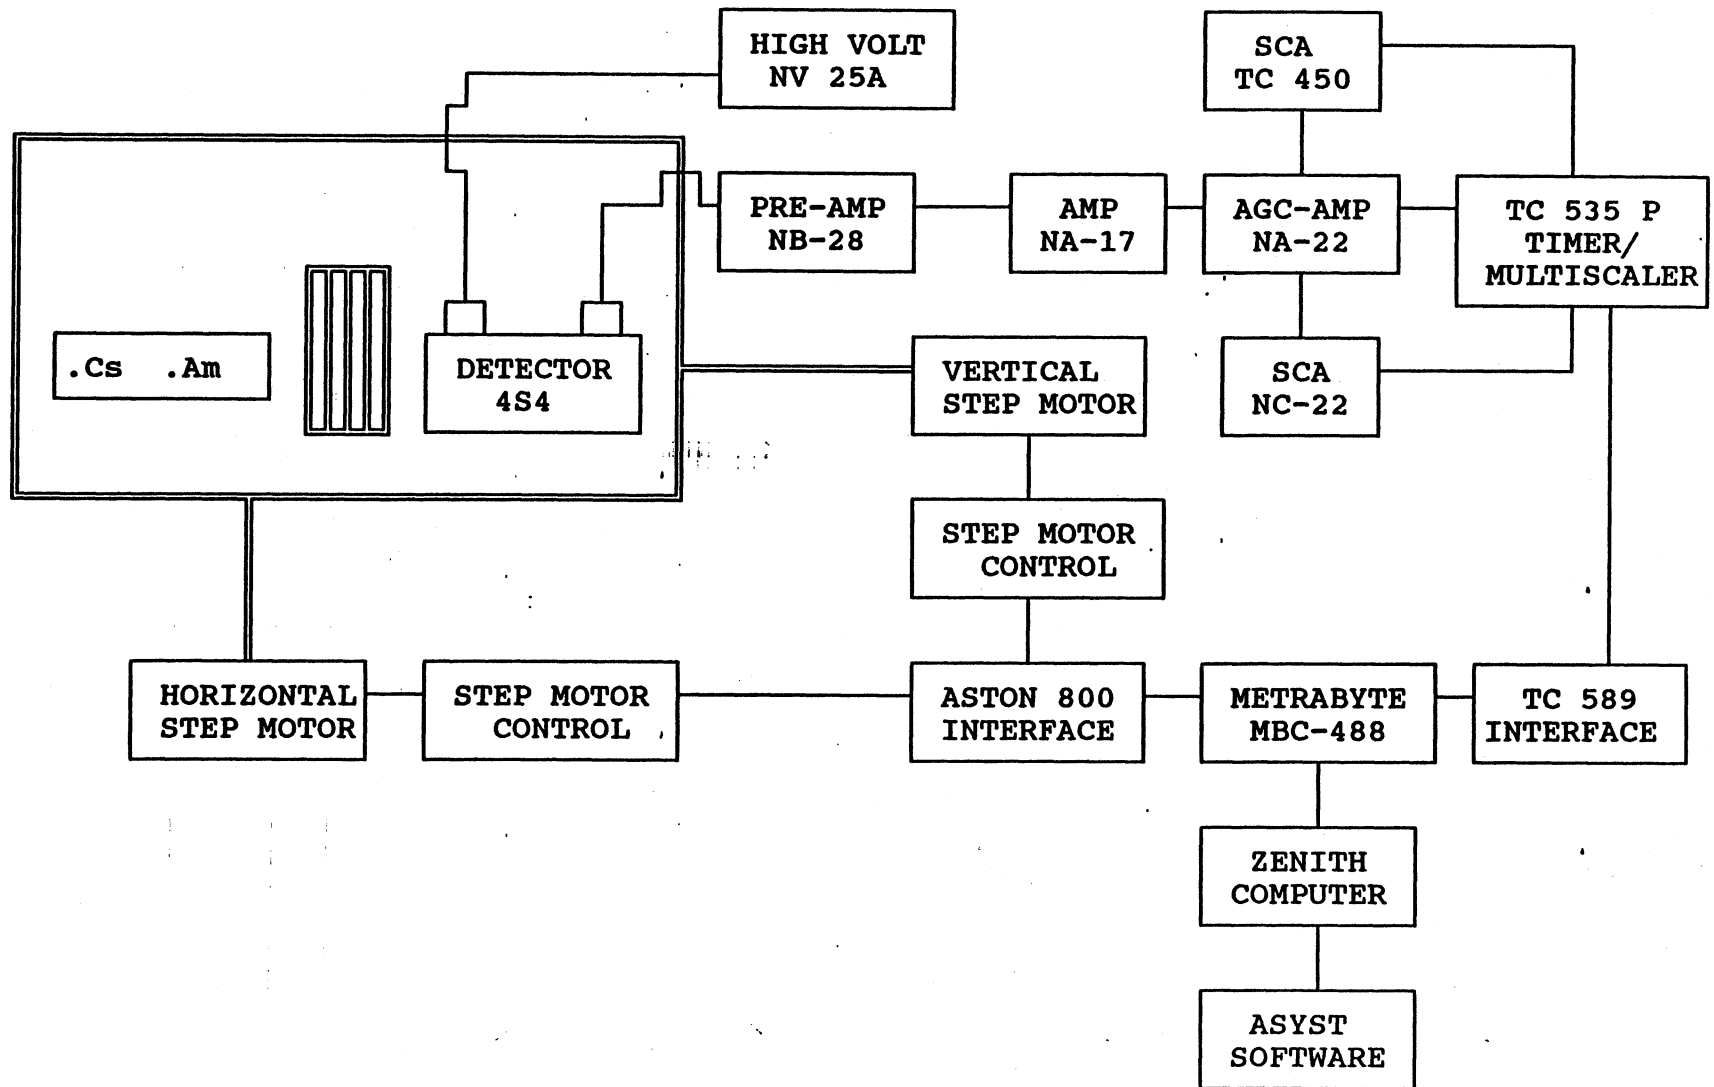 HIGH VOLT
NV 25A
SCA
TC 450
PRE-AMP
NB-28
AMP
NA-17
AGC-AMP
NA-22
TC 535 P
TIMER/
MULTISCALER
.Cs .Am
DETECTOR
4S4
VERTICAL
STEP MOTOR
SCA
NC-22
STEP MOTOR
CONTROL
HORIZONTAL
STEP MOTOR
STEP MOTOR
CONTROL
ASTON 800
INTERFACE
METRABYTE
MBC-488
TC 589
INTERFACE
ZENITH
COMPUTER
ASYST
SOFTWARE